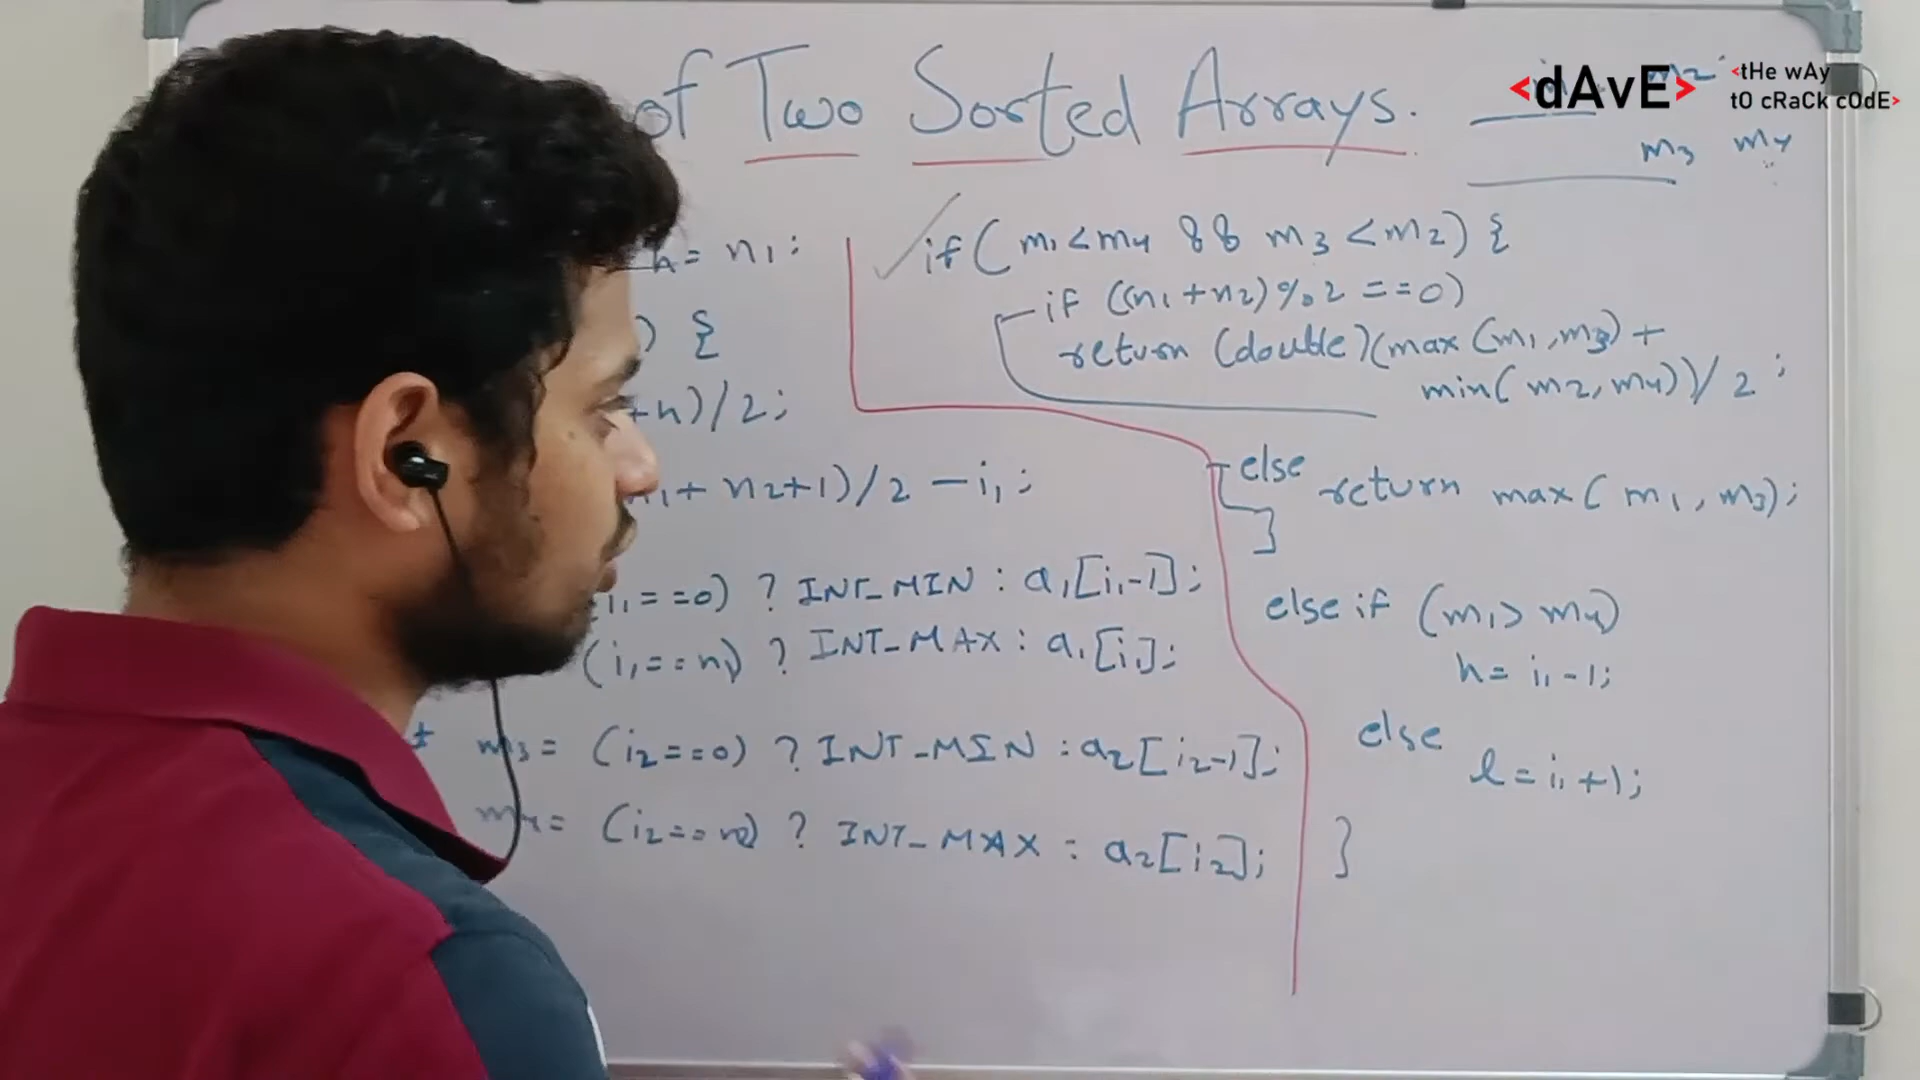 of Two Sorted Arrays.
<dAvE> <tHe wAy
tO cRaCk cOdE>
m2
m3 m4
h = n1;
) {
+h)/2;
n1 + n2+1)/2 - i1;
i1 == 0) ? INT_MIN : a1[i1-1];
(i1 == n1) ? INT_MAX : a1[i1];
m3 = (i2==0) ? INT_MIN : a2[i2-1];
m4 = (i2==n2) ? INT_MAX : a2[i2];
if (m1<m4 && m3<m2) {
if ((n1+n2)%2 ==0)
return (double)(max(m1,m3) +
min(m2,m4))/2;
else
return max(m1,m3);
}
else if (m1>m4)
h = i1-1;
else
l = i1+1;
}